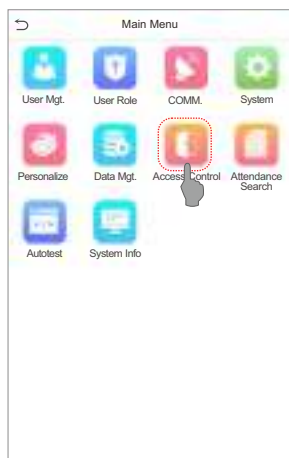 Main Menu
User Mgt.
User Role
COMM.
System
Personalize
Data Mgt.
Access Control
Attendance
Search
Autotest
System Info